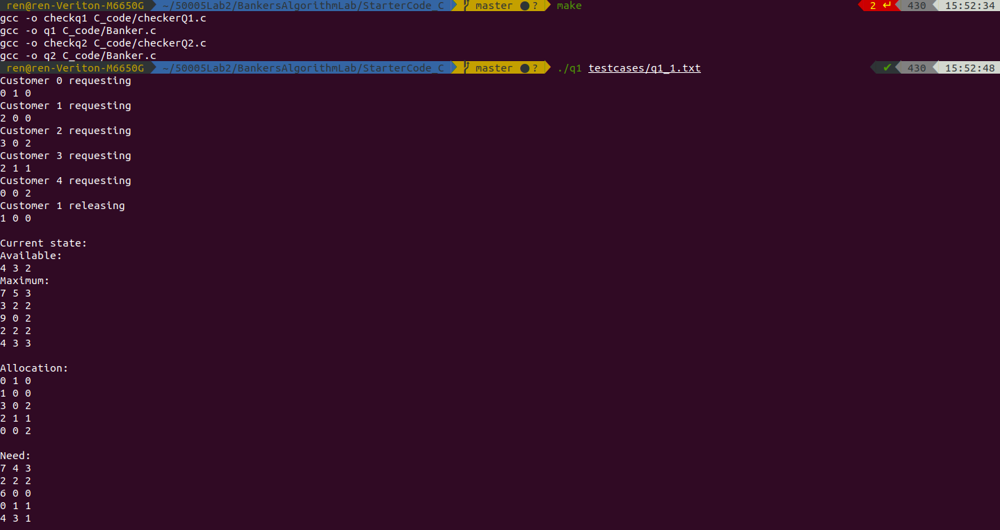 ren@ren-Veriton-M6650G ~/50005Lab2/BankersAlgorithmLab/StarterCode_C master ●? make 2 ↵ 430 15:52:34
gcc -o checkq1 C_code/checkerQ1.c
gcc -o q1 C_code/Banker.c
gcc -o checkq2 C_code/checkerQ2.c
gcc -o q2 C_code/Banker.c
ren@ren-Veriton-M6650G ~/50005Lab2/BankersAlgorithmLab/StarterCode_C master ●? ./q1 testcases/q1_1.txt ✔ 430 15:52:48
Customer 0 requesting
0 1 0
Customer 1 requesting
2 0 0
Customer 2 requesting
3 0 2
Customer 3 requesting
2 1 1
Customer 4 requesting
0 0 2
Customer 1 releasing
1 0 0
Current state:
Available:
4 3 2
Maximum:
7 5 3
3 2 2
9 0 2
2 2 2
4 3 3
Allocation:
0 1 0
1 0 0
3 0 2
2 1 1
0 0 2
Need:
7 4 3
2 2 2
6 0 0
0 1 1
4 3 1